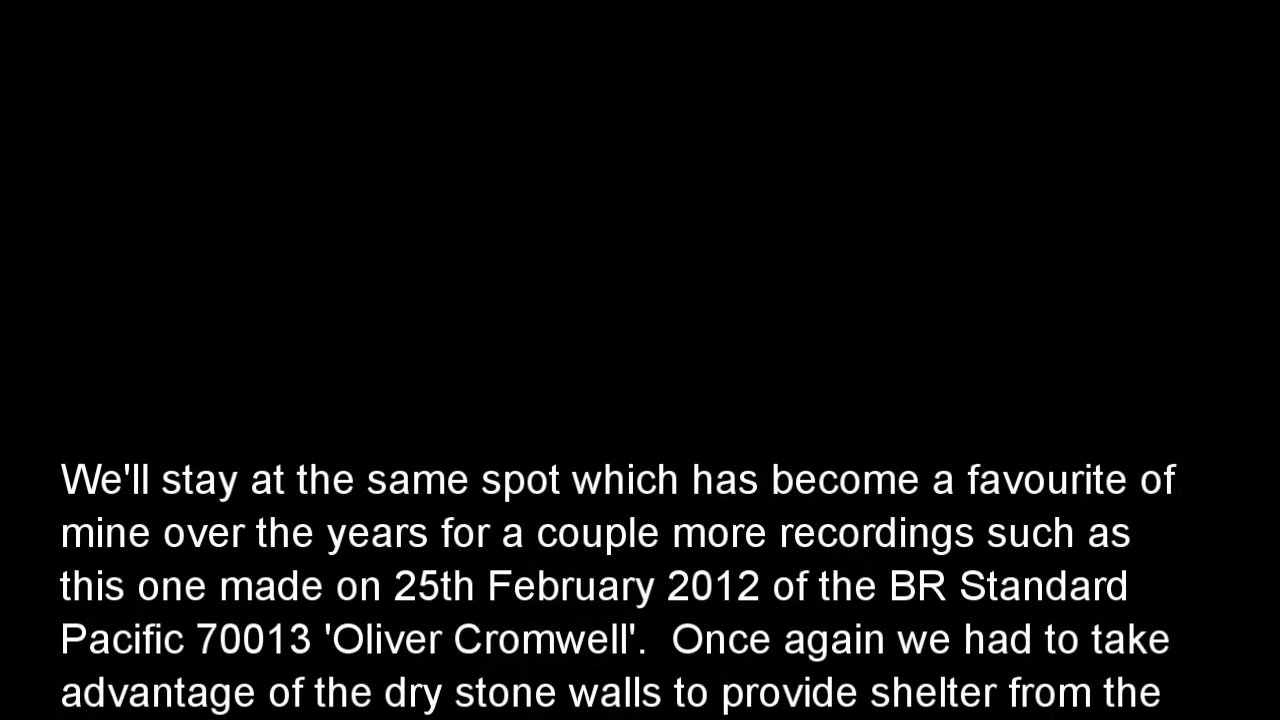 We'll stay at the same spot which has become a favourite of
mine over the years for a couple more recordings such as
this one made on 25th February 2012 of the BR Standard
Pacific 70013 'Oliver Cromwell'.  Once again we had to take
advantage of the dry stone walls to provide shelter from the